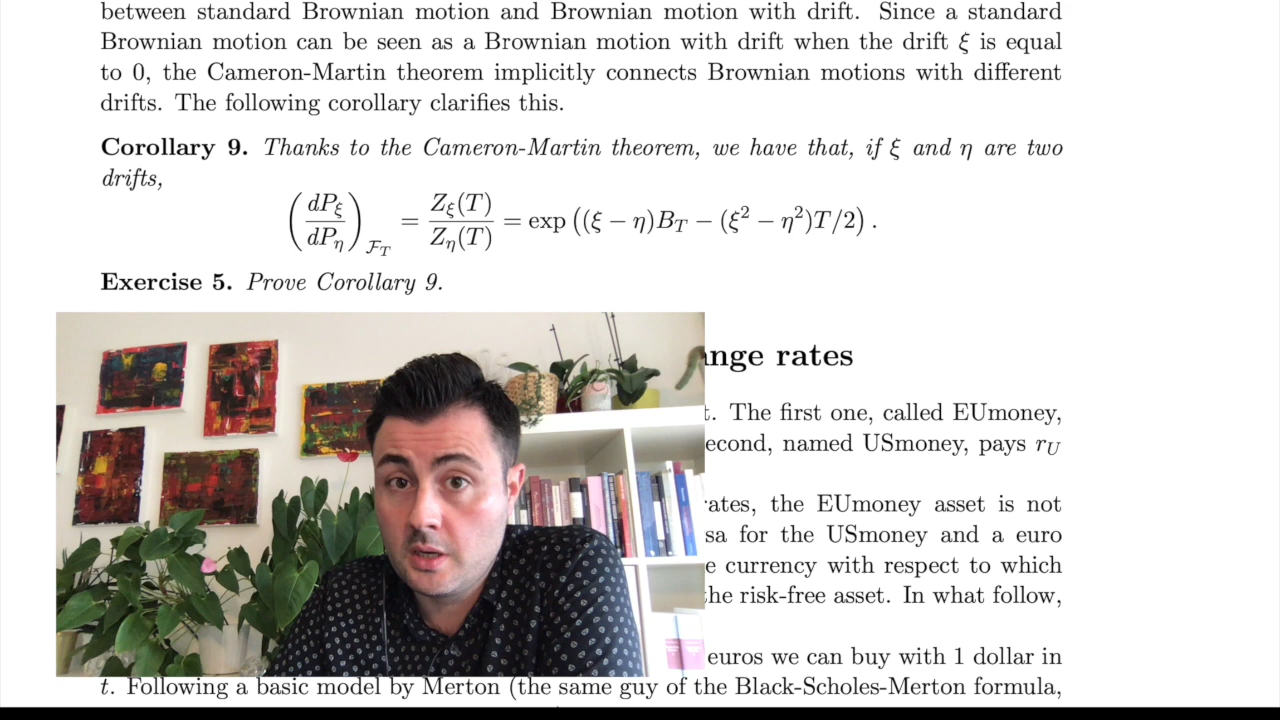 between standard Brownian motion and Brownian motion with drift. Since a standard
Brownian motion can be seen as a Brownian motion with drift when the drift ξ is equal
to 0, the Cameron-Martin theorem implicitly connects Brownian motions with different
drifts. The following corollary clarifies this.
Corollary 9. Thanks to the Cameron-Martin theorem, we have that, if ξ and η are two
drifts,
(dP_ξ/dP_η)_{ℱ_T} = Z_ξ(T)/Z_η(T) = exp ((ξ − η)B_T − (ξ² − η²)T/2) .
Exercise 5. Prove Corollary 9.
rates
The first one, called EUmoney,
named USmoney, pays r_U
the EUmoney asset is not
for the USmoney and a euro
currency with respect to which
the risk-free asset. In what follow,
euros we can buy with 1 dollar in
t. Following a basic model by Merton (the same guy of the Black-Scholes-Merton formula,